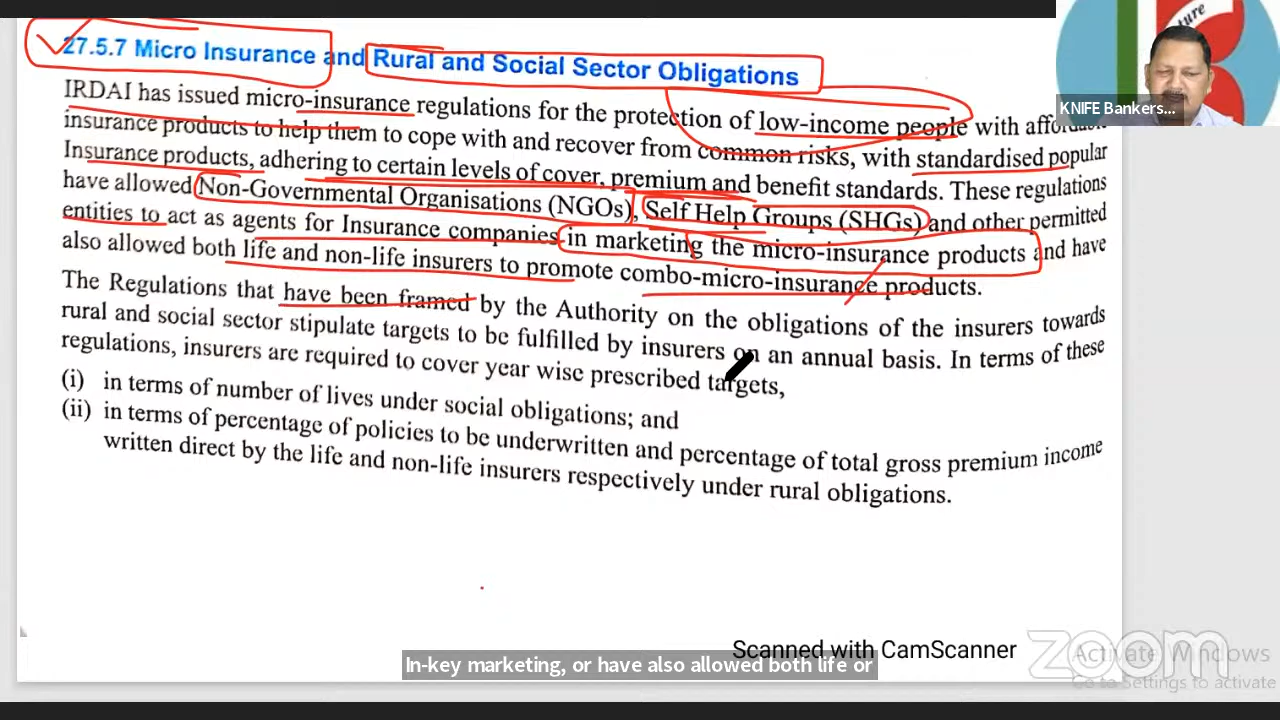 27.5.7 Micro Insurance and Rural and Social Sector Obligations
IRDAI has issued micro-insurance regulations for the protection of low-income people with
insurance products to help them to cope with and recover from common risks, with standardised popular
Insurance products, adhering to certain levels of cover, premium and benefit standards. These regulations
have allowed Non-Governmental Organisations (NGOs), Self Help Groups (SHGs) and other permitted
entities to act as agents for Insurance companies in marketing the micro-insurance products and have
also allowed both life and non-life insurers to promote combo-micro-insurance products.
The Regulations that have been framed by the Authority on the obligations of the insurers towards
rural and social sector stipulate targets to be fulfilled by insurers on an annual basis. In terms of these
regulations, insurers are required to cover year wise prescribed targets,
(i) in terms of number of lives under social obligations; and
(ii) in terms of percentage of policies to be underwritten and percentage of total gross premium income
written direct by the life and non-life insurers respectively under rural obligations.
KNIFE Bankers...
Scanned with CamScanner
zoom
Activate Windows
Go to Settings to activate
In-key marketing, or have also allowed both life or